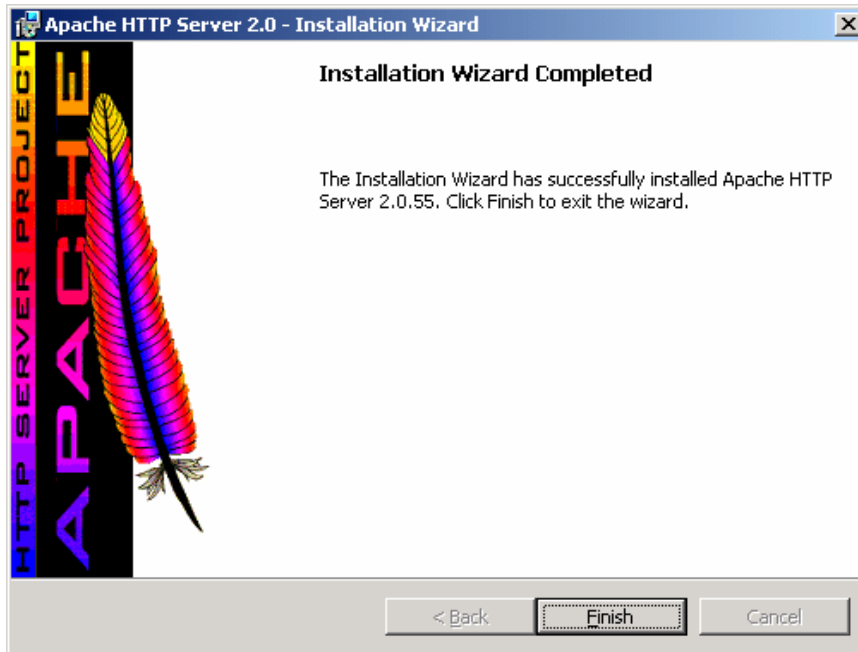 Apache HTTP Server 2.0 - Installation Wizard
HTTP SERVER PROJECT
APACHE
Installation Wizard Completed
The Installation Wizard has successfully installed Apache HTTP
Server 2.0.55. Click Finish to exit the wizard.
< Back
Finish
Cancel